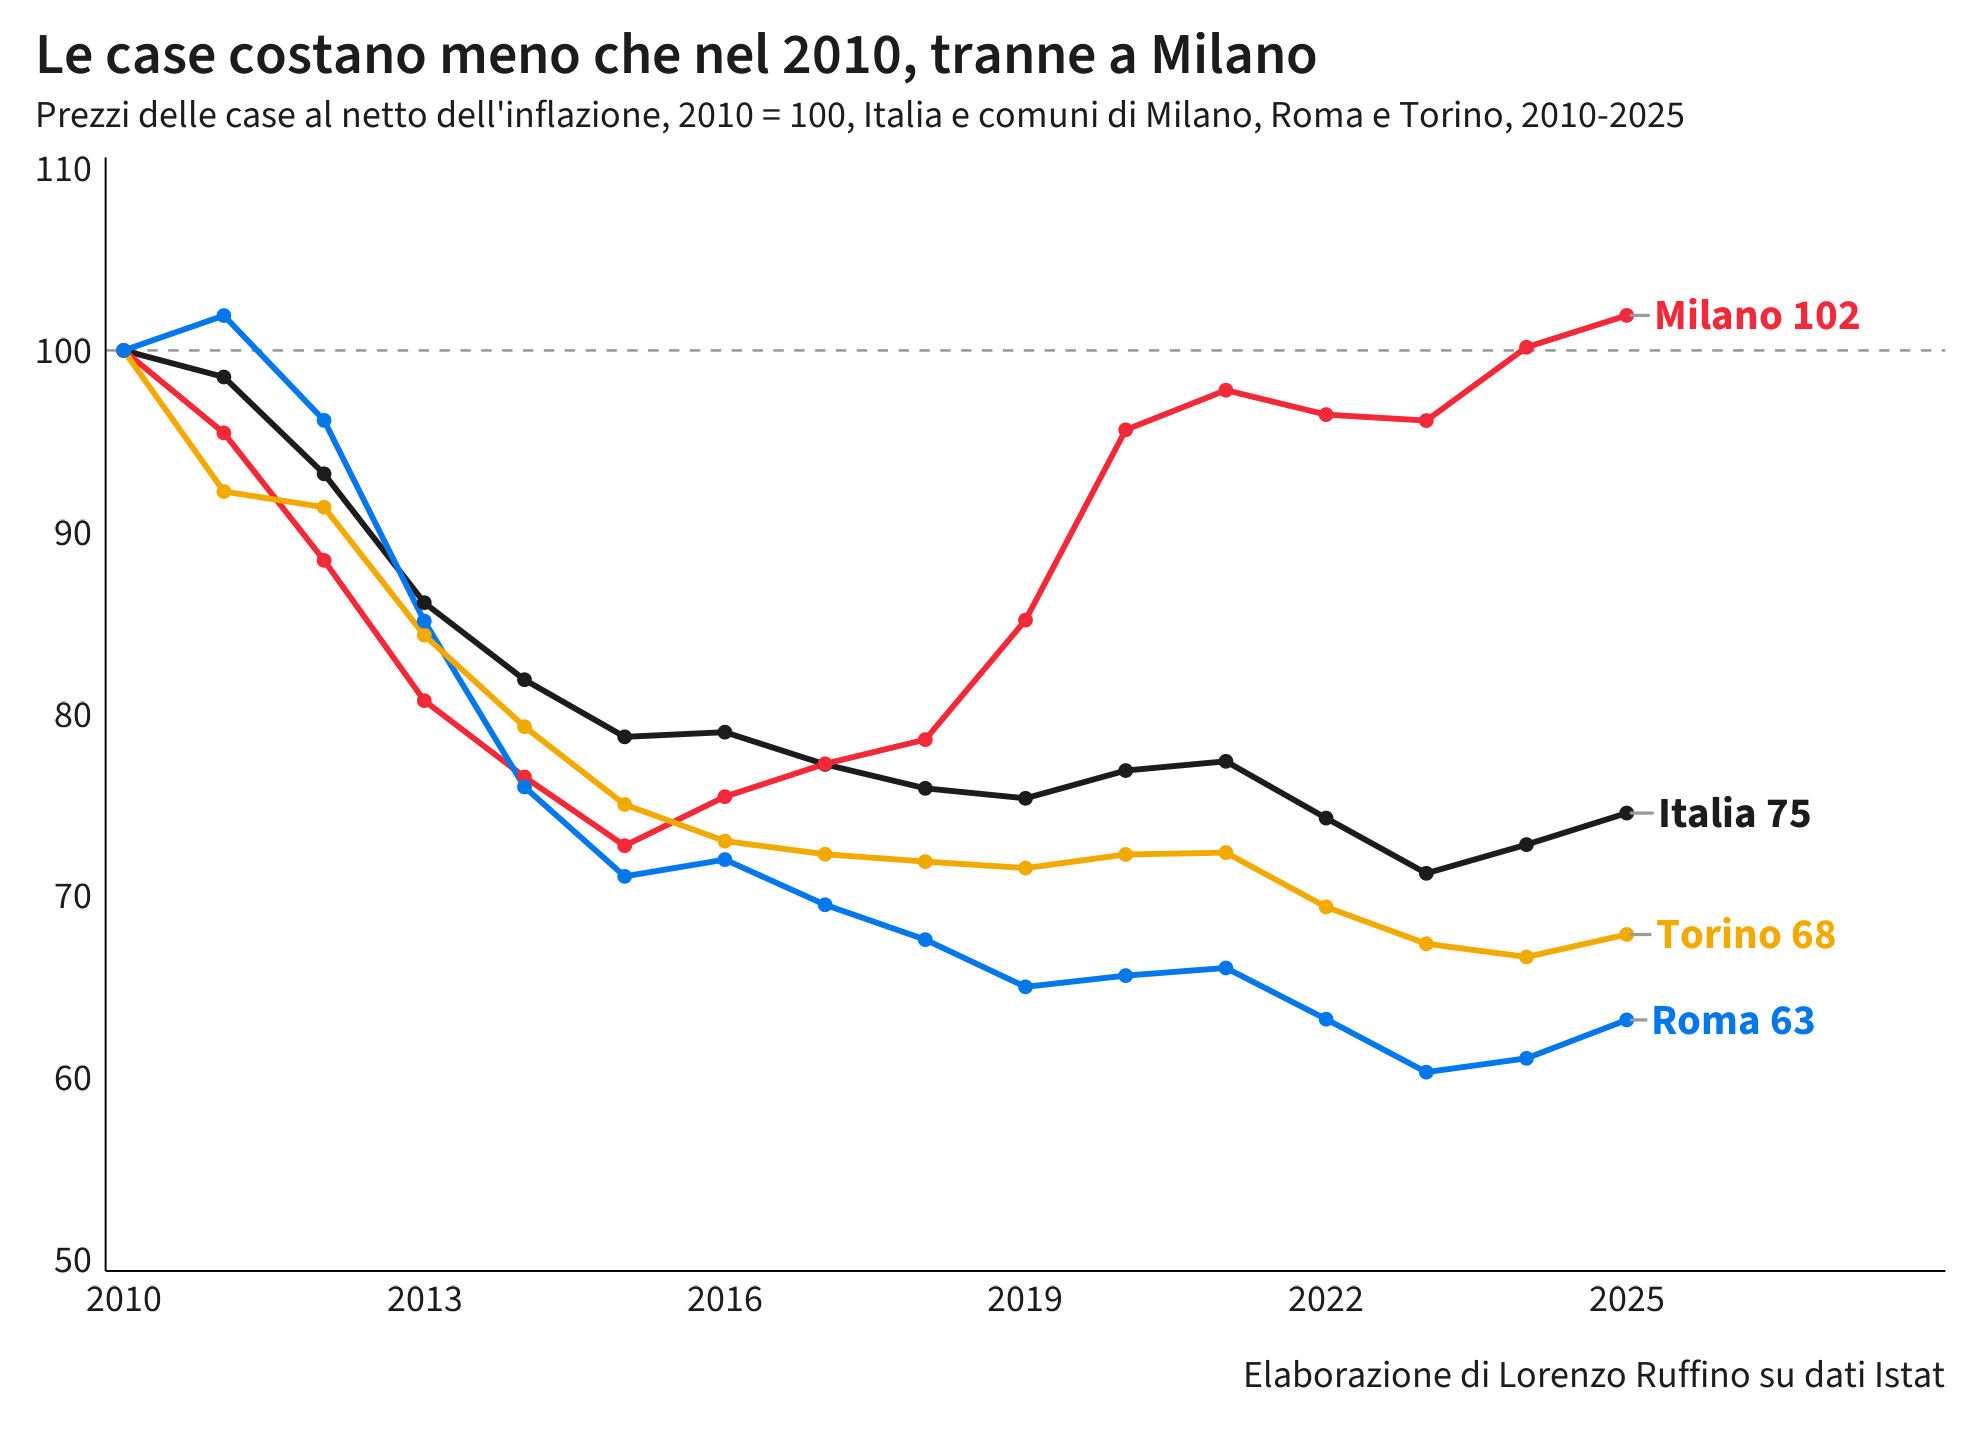 Le case costano meno che nel 2010, tranne a Milano
Prezzi delle case al netto dell'inflazione, 2010 = 100, Italia e comuni di Milano, Roma e Torino, 2010-2025
110
100
90
80
70
60
50
Milano 102
Italia 75
Torino 68
Roma 63
2010 2013 2016 2019 2022 2025
Elaborazione di Lorenzo Ruffino su dati Istat